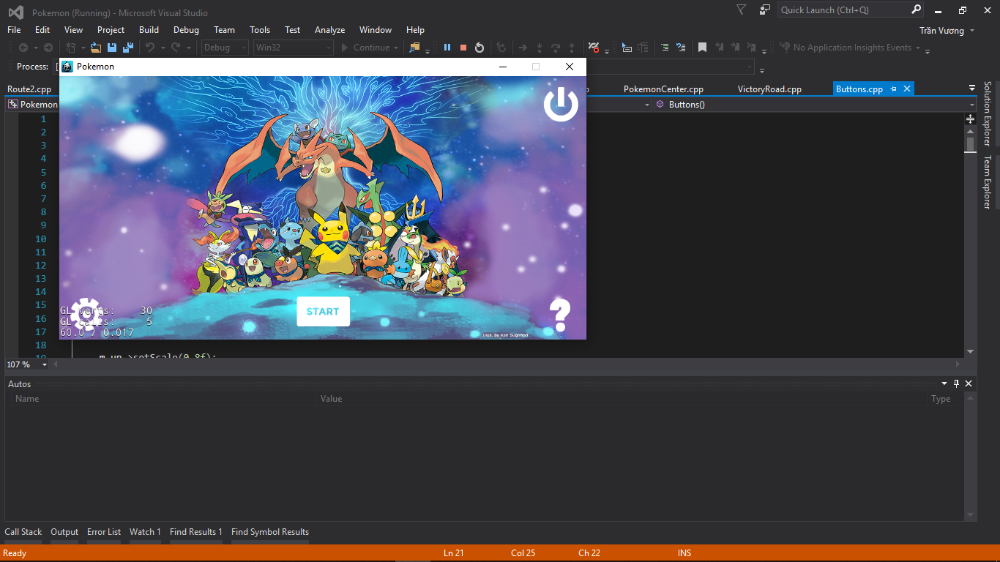 Pokemon (Running) - Microsoft Visual Studio
Quick Launch (Ctrl+Q)
File Edit View Project Build Debug Team Tools Test Analyze Window Help
Trần Vương
Debug Win32 Continue
No Application Insights Events
Process: [
Pokemon
Route2.cpp PokemonCenter.cpp VictoryRoad.cpp Buttons.cpp
Pokemon Buttons()
1
2
3
4
5
6
7
8
9
10
11
12
13
14
15
16
17
18
19
START
GL verts: 30
GL calls: 5
60.0 / 0.017
Illus. by Ken Sugimori
m_up->setScale(0.8f);
107 %
Solution Explorer
Team Explorer
Autos
Name Value Type
Call Stack Output Error List Watch 1 Find Results 1 Find Symbol Results
Ready Ln 21 Col 25 Ch 22 INS